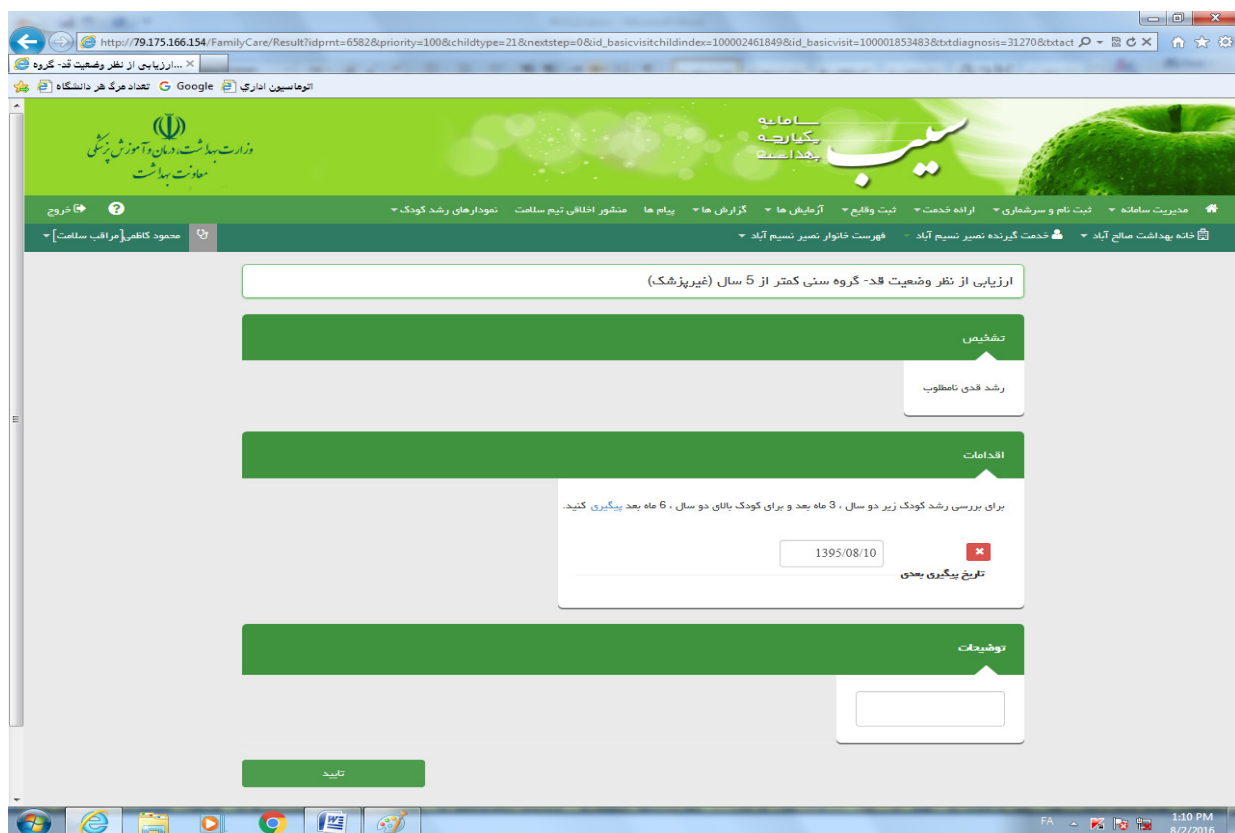 http://79.175.166.154/FamilyCare/Result?idprnt=6582&priority=100&childtype=21&nextstep=0&id_basicvisitchildindex=100002461849&id_basicvisit=100001853483&txtdiagnosis=31270&txtact
ارزیابی از نظر وضعیت قد- گروه...
اتوماسیون اداري Google تعداد مرگ هر دانشگاه
وزارت بهداشت، درمان و آموزش پزشکی
معاونت بهداشت
سامانه
یکپارچه
بهداشت
سیب
مدیریت سامانه ثبت نام و سرشماری ارائه خدمت ثبت وقایع آزمایش ها گزارش ها پیام ها منشور اخلاقی تیم سلامت نمودارهای رشد کودک ? خروج
خانه بهداشت صالح آباد خدمت گیرنده نصیر نسیم آباد فهرست خانوار نصیر نسیم آباد محمود کاظمی[مراقب سلامت]
ارزیابی از نظر وضعیت قد- گروه سنی کمتر از 5 سال (غیرپزشک)
تشخیص
رشد قدی نامطلوب
اقدامات
برای بررسی رشد کودک زیر دو سال ، 3 ماه بعد و برای کودک بالای دو سال ، 6 ماه بعد پیگیری کنید.
1395/08/10
تاریخ پیگیری بعدی
توضیحات
تایید
FA 1:10 PM
8/2/2016